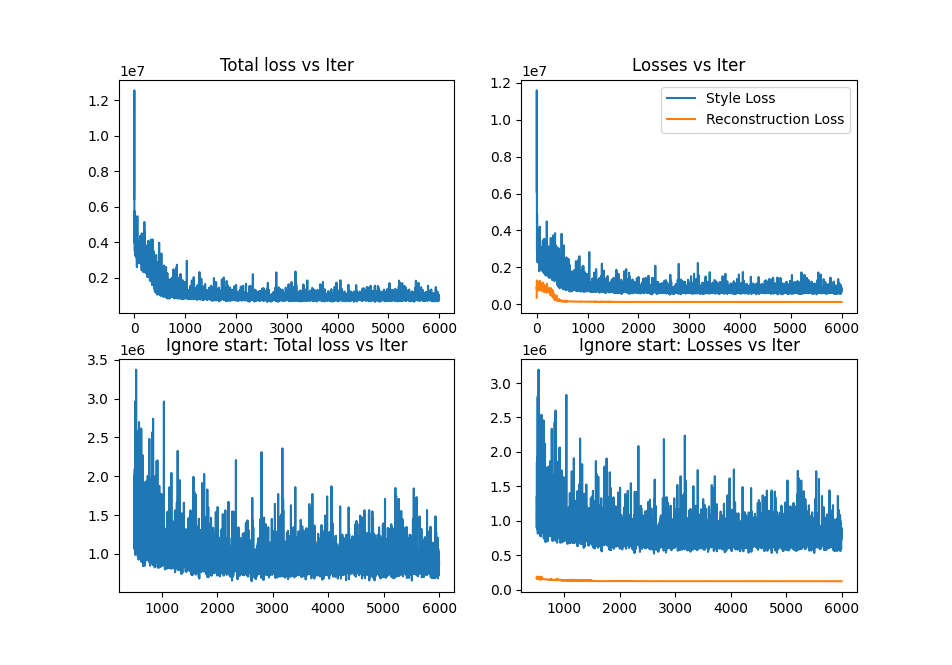 Total loss vs Iter
1e7
1.2
1.0
0.8
0.6
0.4
0.2
0 1000 2000 3000 4000 5000 6000
Losses vs Iter
1e7
Style Loss
Reconstruction Loss
1.2
1.0
0.8
0.6
0.4
0.2
0.0
0 1000 2000 3000 4000 5000 6000
Ignore start: Total loss vs Iter
1e6
3.5
3.0
2.5
2.0
1.5
1.0
1000 2000 3000 4000 5000 6000
Ignore start: Losses vs Iter
1e6
3.0
2.5
2.0
1.5
1.0
0.5
0.0
1000 2000 3000 4000 5000 6000